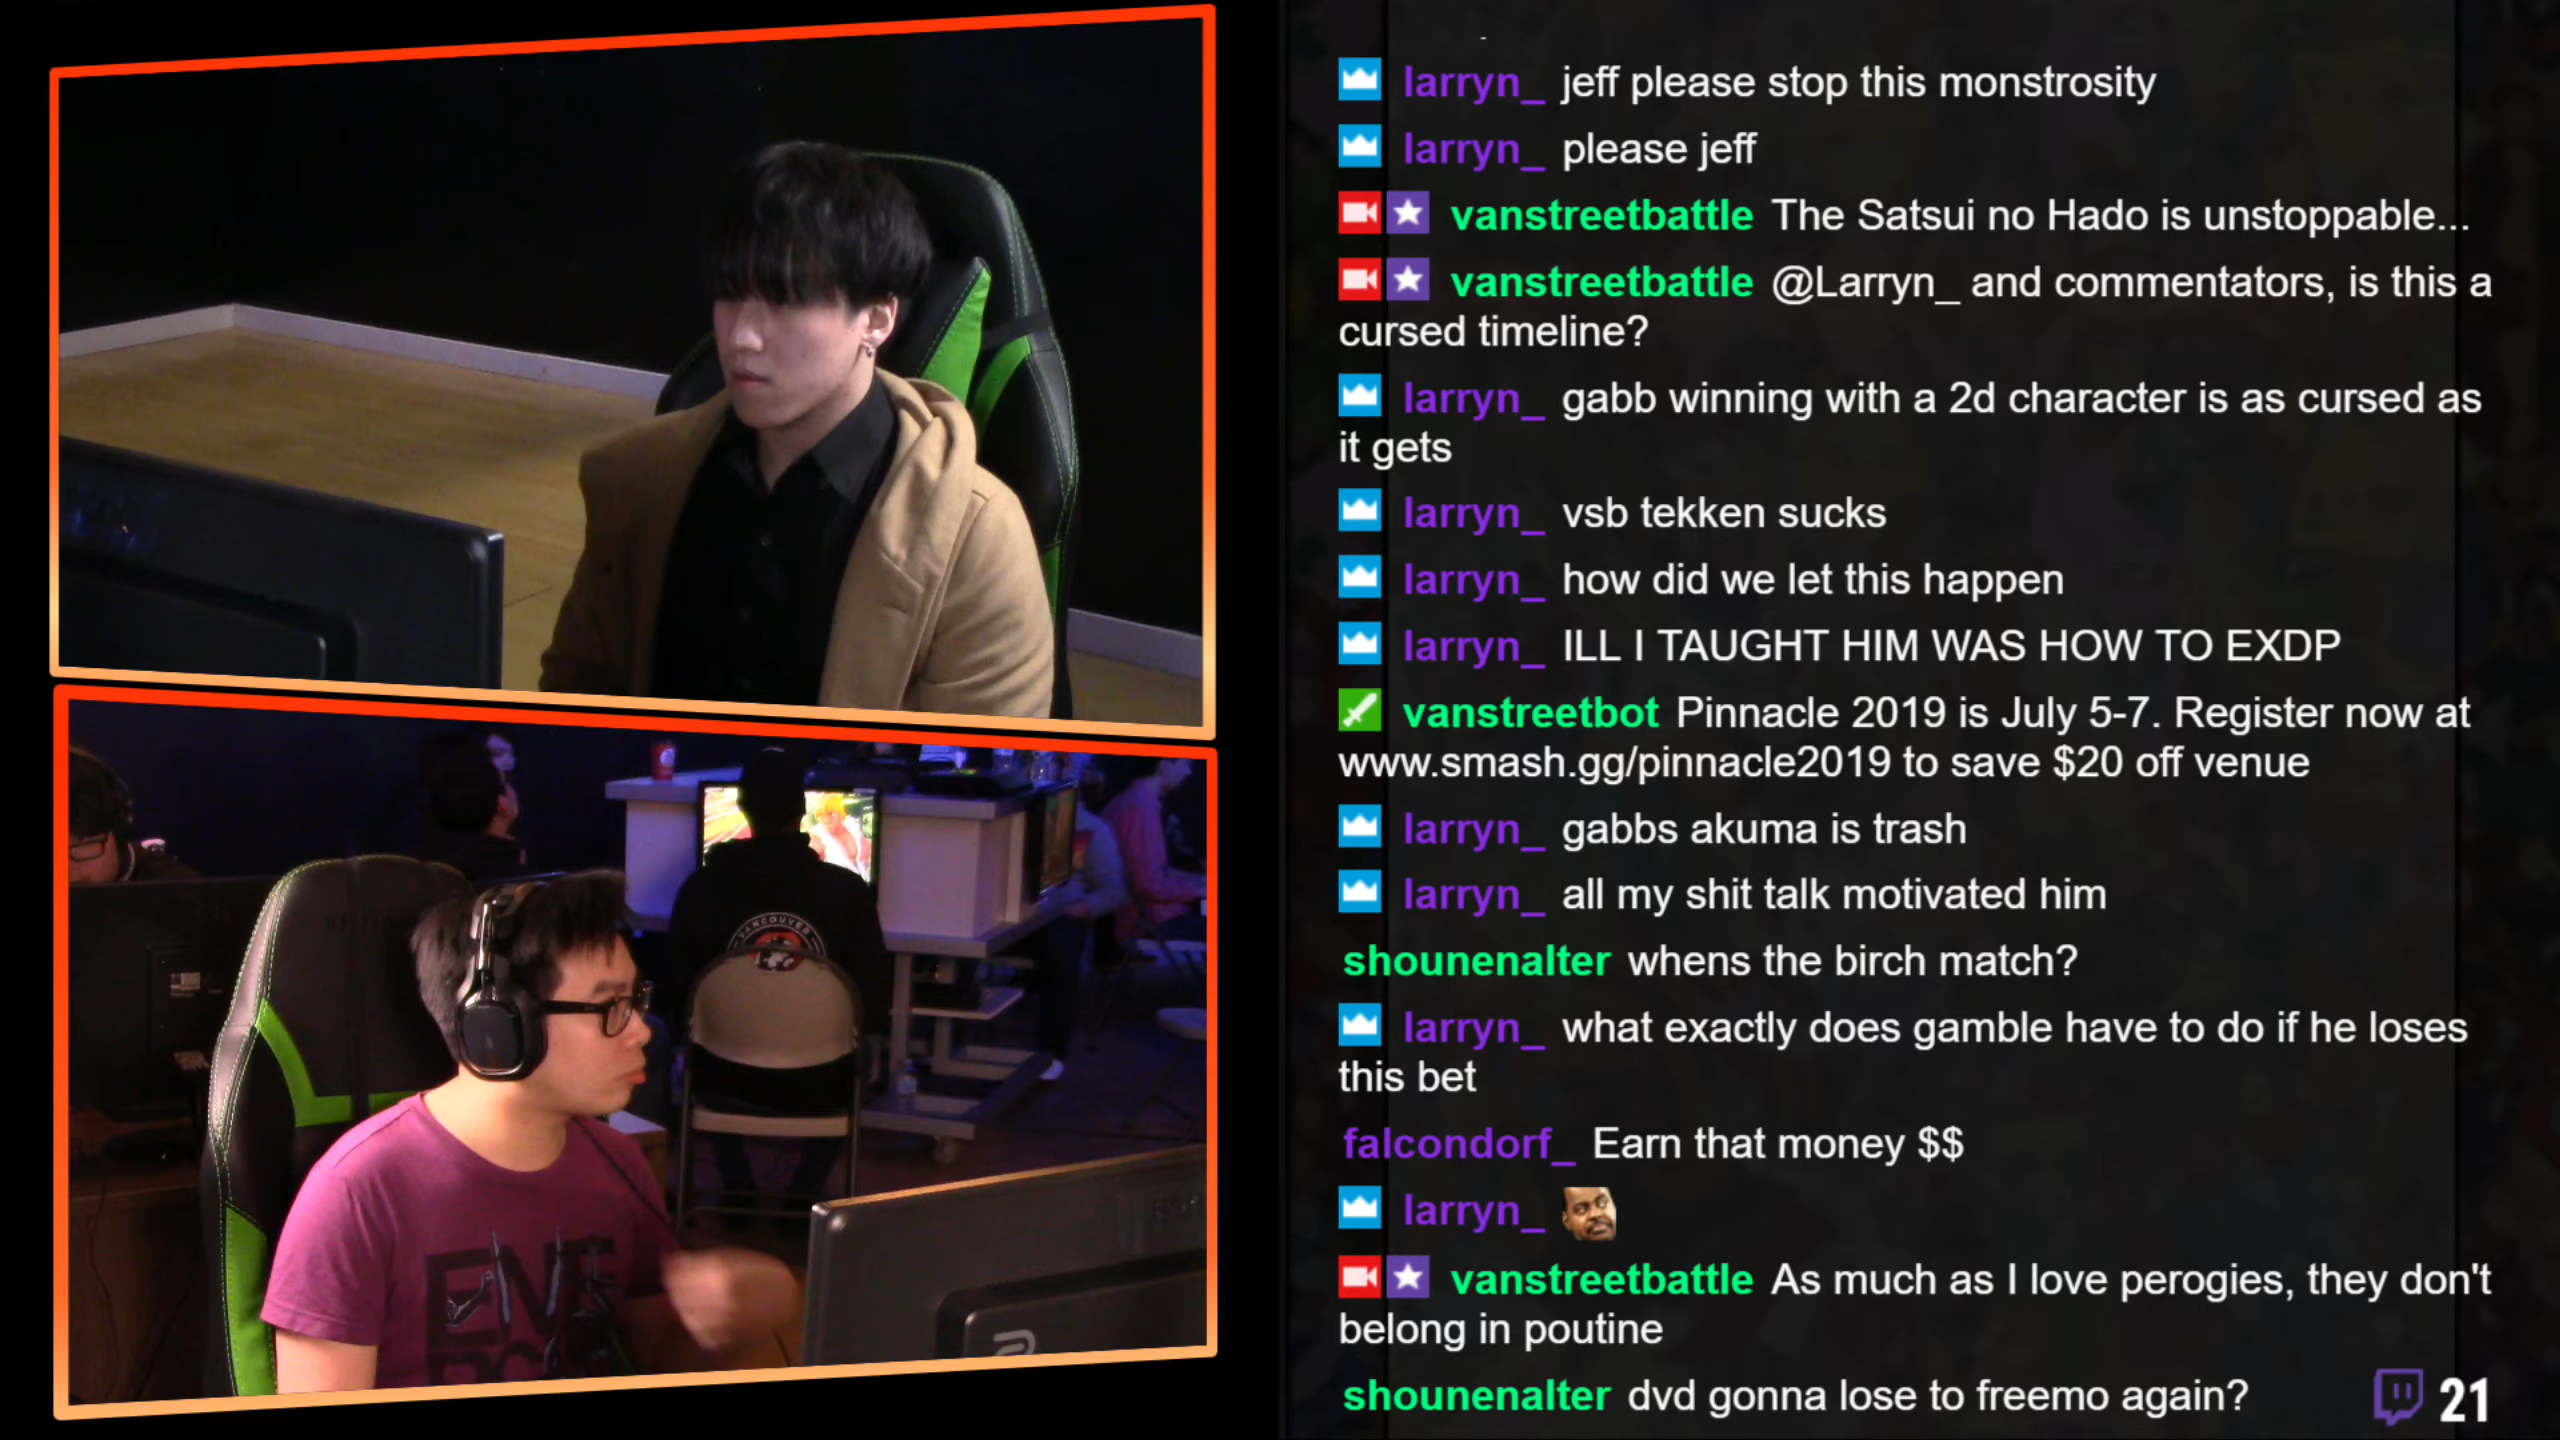 larryn_ jeff please stop this monstrosity
larryn_ please jeff
vanstreetbattle The Satsui no Hado is unstoppable...
vanstreetbattle @Larryn_ and commentators, is this a
cursed timeline?
larryn_ gabb winning with a 2d character is as cursed as
it gets
larryn_ vsb tekken sucks
larryn_ how did we let this happen
larryn_ ILL I TAUGHT HIM WAS HOW TO EXDP
vanstreetbot Pinnacle 2019 is July 5-7. Register now at
www.smash.gg/pinnacle2019 to save $20 off venue
larryn_ gabbs akuma is trash
larryn_ all my shit talk motivated him
shounenalter whens the birch match?
larryn_ what exactly does gamble have to do if he loses
this bet
falcondorf_ Earn that money $$
larryn_
vanstreetbattle As much as I love perogies, they don't
belong in poutine
shounenalter dvd gonna lose to freemo again?
21
VANCOUVER